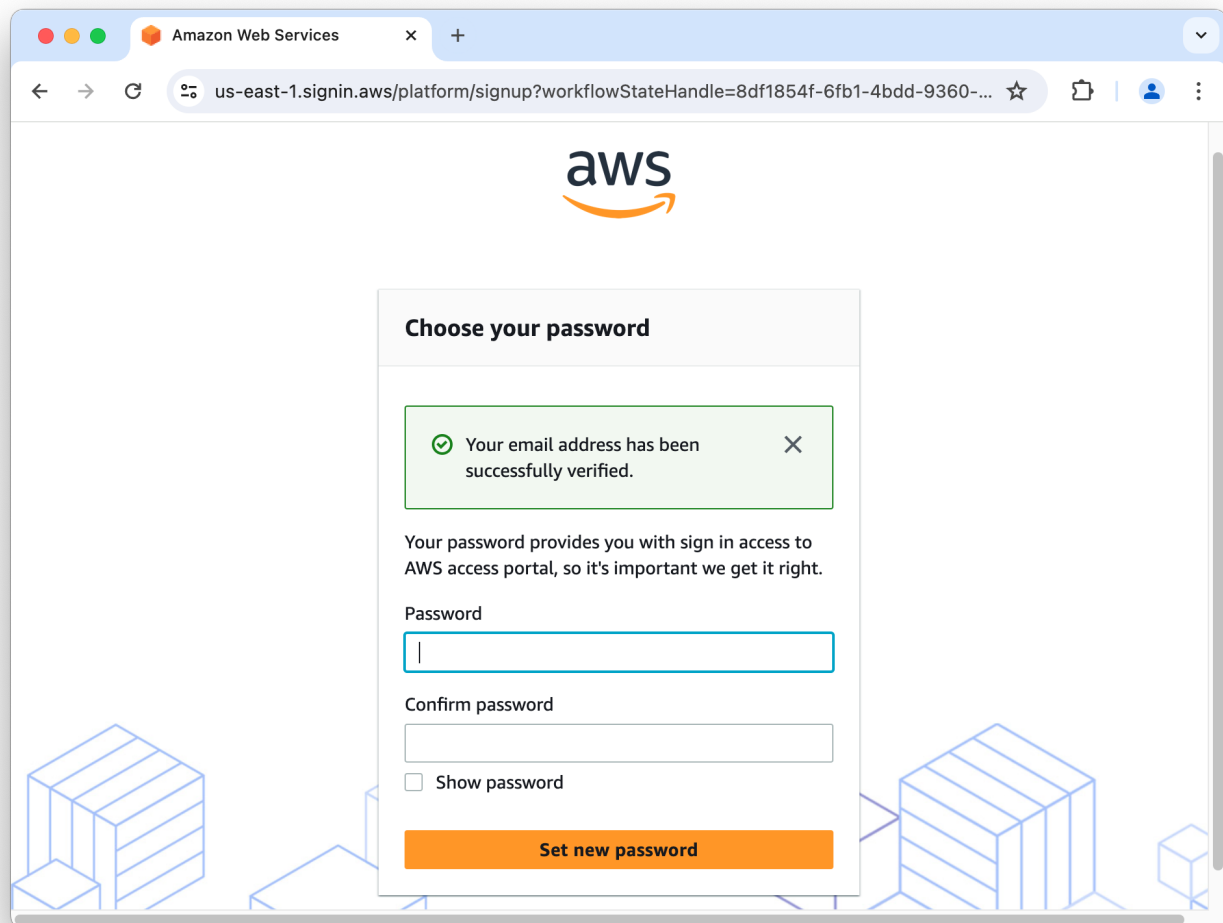 Amazon Web Services
us-east-1.signin.aws/platform/signup?workflowStateHandle=8df1854f-6fb1-4bdd-9360-...
aws
Choose your password
Your email address has been
successfully verified.
Your password provides you with sign in access to
AWS access portal, so it's important we get it right.
Password
Confirm password
Show password
Set new password